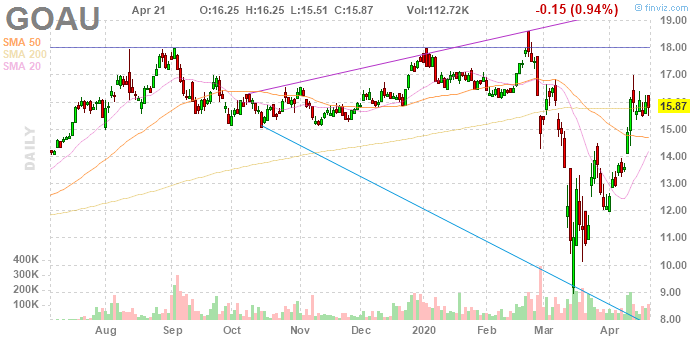 GOAU
Apr 21 O:16.25 H:16.25 L:15.51 C:15.87 Vol:112.72K -0.15 (0.94%)
© finviz.com
SMA 50
SMA 200
SMA 20
DAILY
19.00
18.00
17.00
16.00
15.87
15.00
14.00
13.00
12.00
11.00
10.00
9.00
8.00
400K
300K
200K
100K
Aug Sep Oct Nov Dec 2020 Feb Mar Apr